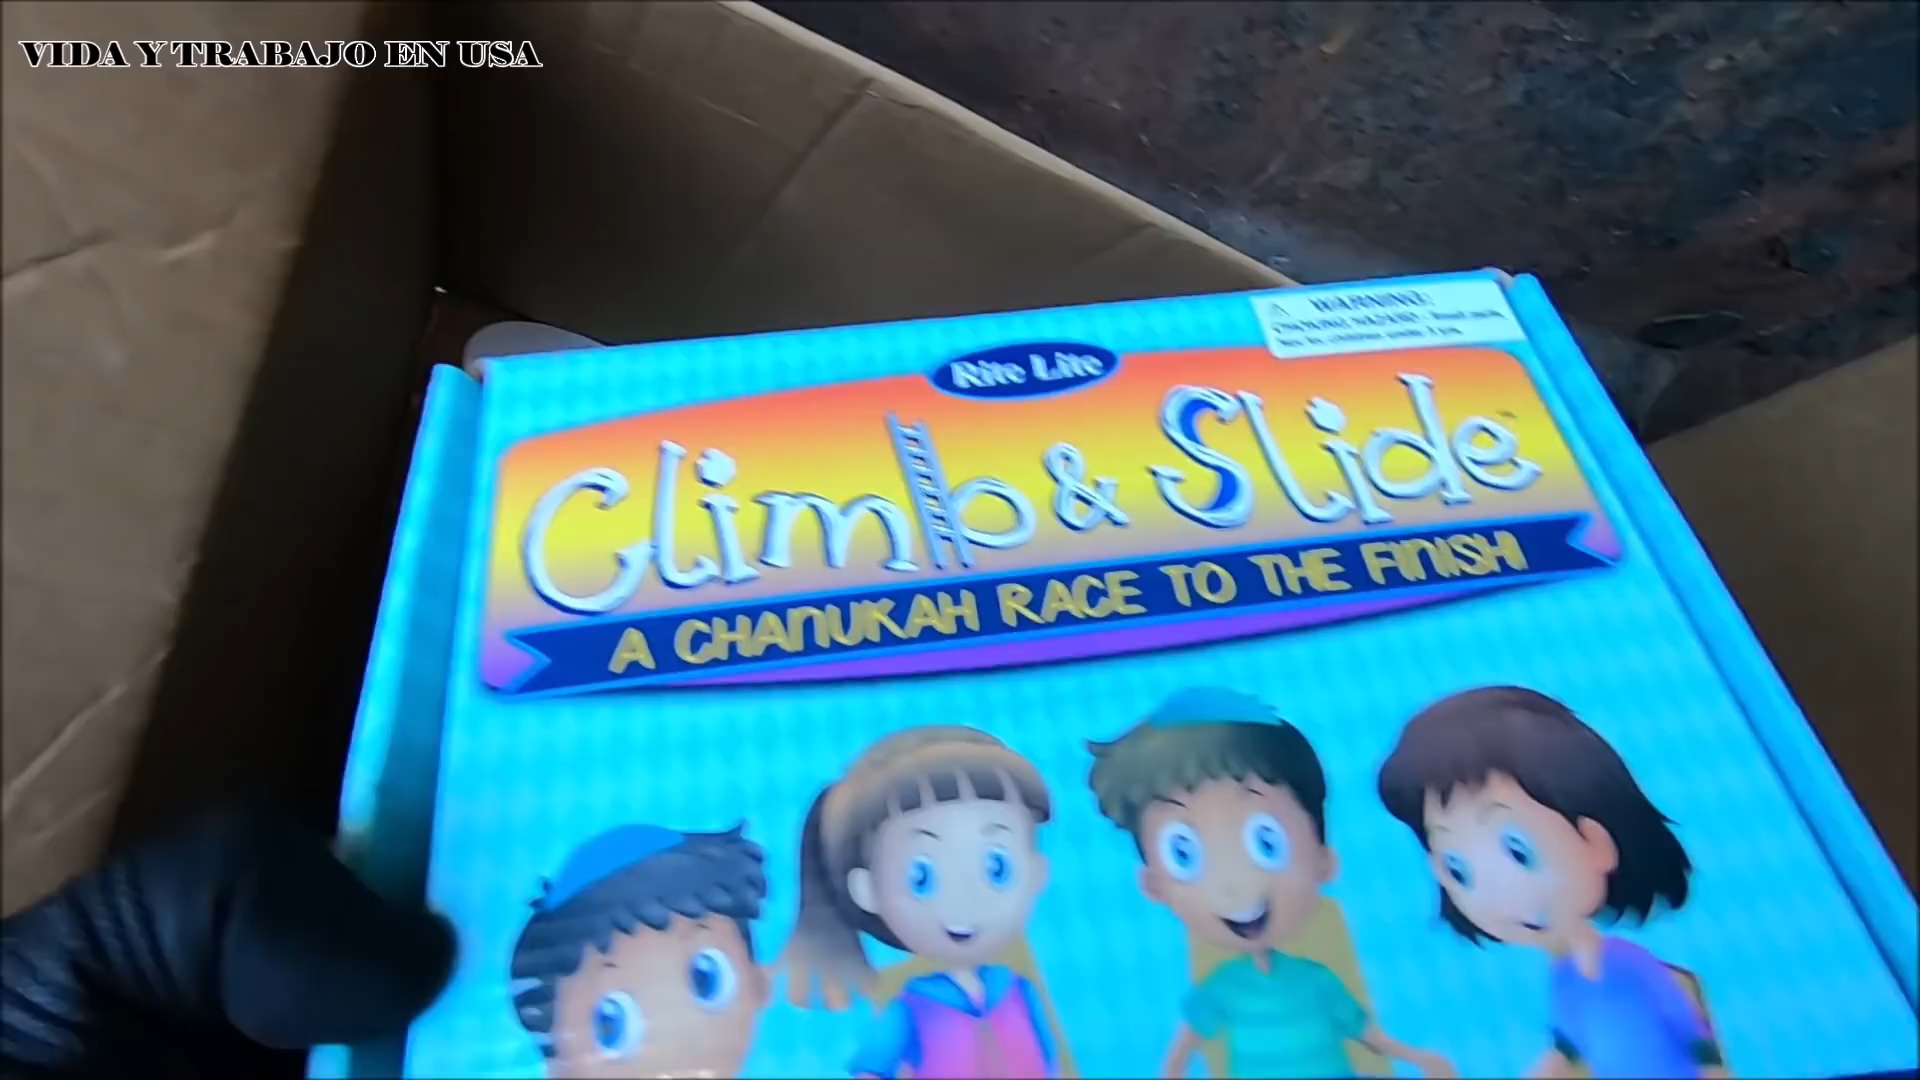 VIDA Y TRABAJO EN USA
WARNING:
Rite Lite
Climb & Slide
A CHANUKAH RACE TO THE FINISH!